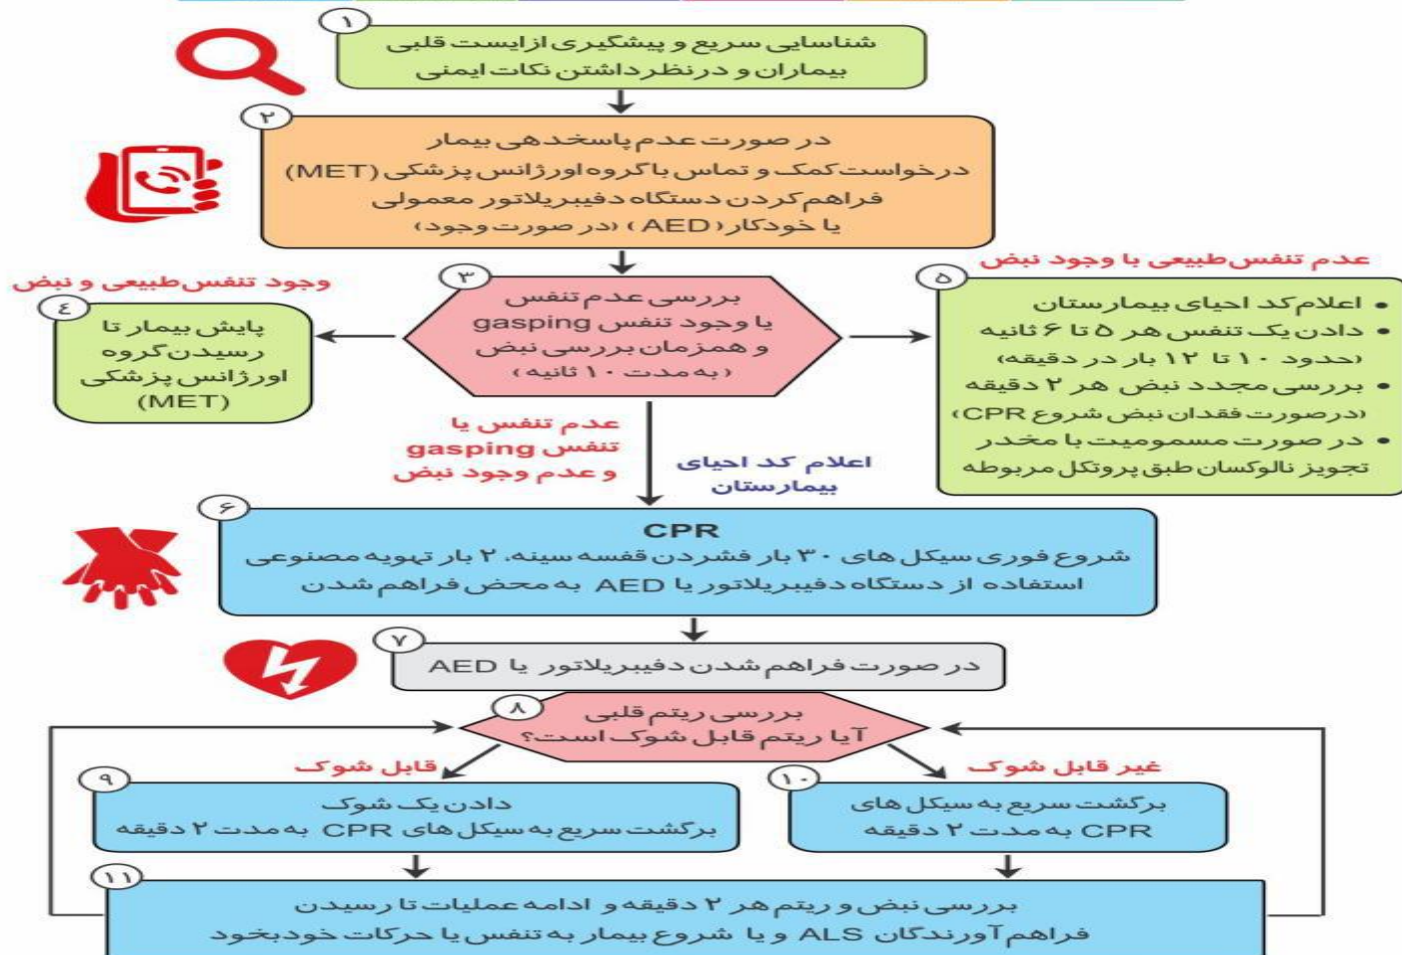 ۱
شناسایی سریع و پیشگیری از ایست قلبی
بیماران و در نظر داشتن نکات ایمنی
۲
در صورت عدم پاسخدهی بیمار
درخواست کمک و تماس با گروه اورژانس پزشکی (MET)
فراهم کردن دستگاه دفیبریلاتور معمولی
یا خودکار (AED) (در صورت وجود)
۳
بررسی عدم تنفس
یا وجود تنفس gasping
و همزمان بررسی نبض
(به مدت ۱۰ ثانیه)
وجود تنفس طبیعی و نبض
٤
پایش بیمار تا
رسیدن گروه
اورژانس پزشکی
(MET)
عدم تنفس طبیعی با وجود نبض
۵
• اعلام کد احیای بیمارستان
• دادن یک تنفس هر ۵ تا ۶ ثانیه
(حدود ۱۰ تا ۱۲ بار در دقیقه)
• بررسی مجدد نبض هر ۲ دقیقه
(در صورت فقدان نبض شروع CPR)
• در صورت مسمومیت با مخدر
تجویز نالوکسان طبق پروتکل مربوطه
عدم تنفس یا
تنفس gasping
و عدم وجود نبض
اعلام کد احیای
بیمارستان
۶
CPR
شروع فوری سیکل های ۳۰ بار فشردن قفسه سینه، ۲ بار تهویه مصنوعی
استفاده از دستگاه دفیبریلاتور یا AED به محض فراهم شدن
۷
در صورت فراهم شدن دفیبریلاتور یا AED
۸
بررسی ریتم قلبی
آیا ریتم قابل شوک است؟
قابل شوک
۹
دادن یک شوک
برگشت سریع به سیکل های CPR به مدت ۲ دقیقه
غیر قابل شوک
۱۰
برگشت سریع به سیکل های
CPR به مدت ۲ دقیقه
۱۱
بررسی نبض و ریتم هر ۲ دقیقه و ادامه عملیات تا رسیدن
فراهم آورندگان ALS و یا شروع بیمار به تنفس یا حرکات خودبخود